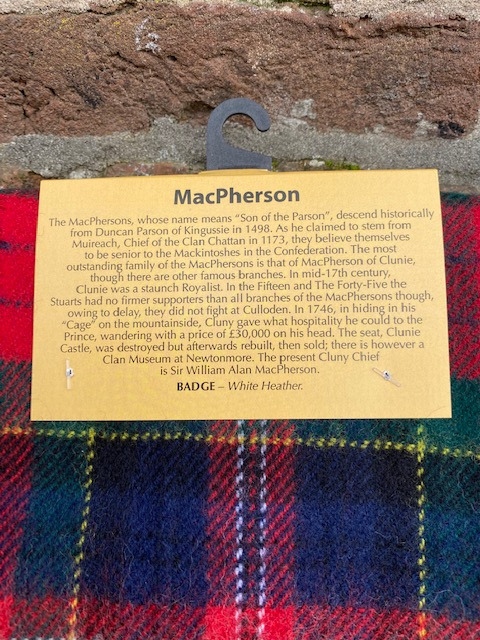 MacPherson
The MacPhersons, whose name means "Son of the Parson", descend historically
from Duncan Parson of Kingussie in 1498. As he claimed to stem from
Muireach, Chief of the Clan Chattan in 1173, they believe themselves
to be senior to the Mackintoshes in the Confederation. The most
outstanding family of the MacPhersons is that of MacPherson of Clunie,
though there are other famous branches. In mid-17th century,
Clunie was a staunch Royalist. In the Fifteen and The Forty-Five the
Stuarts had no firmer supporters than all branches of the MacPhersons though,
owing to delay, they did not fight at Culloden. In 1746, in hiding in his
"Cage" on the mountainside, Cluny gave what hospitality he could to the
Prince, wandering with a price of £30,000 on his head. The seat, Clunie
Castle, was destroyed but afterwards rebuilt, then sold; there is however a
Clan Museum at Newtonmore. The present Cluny Chief
is Sir William Alan MacPherson.
BADGE – White Heather.